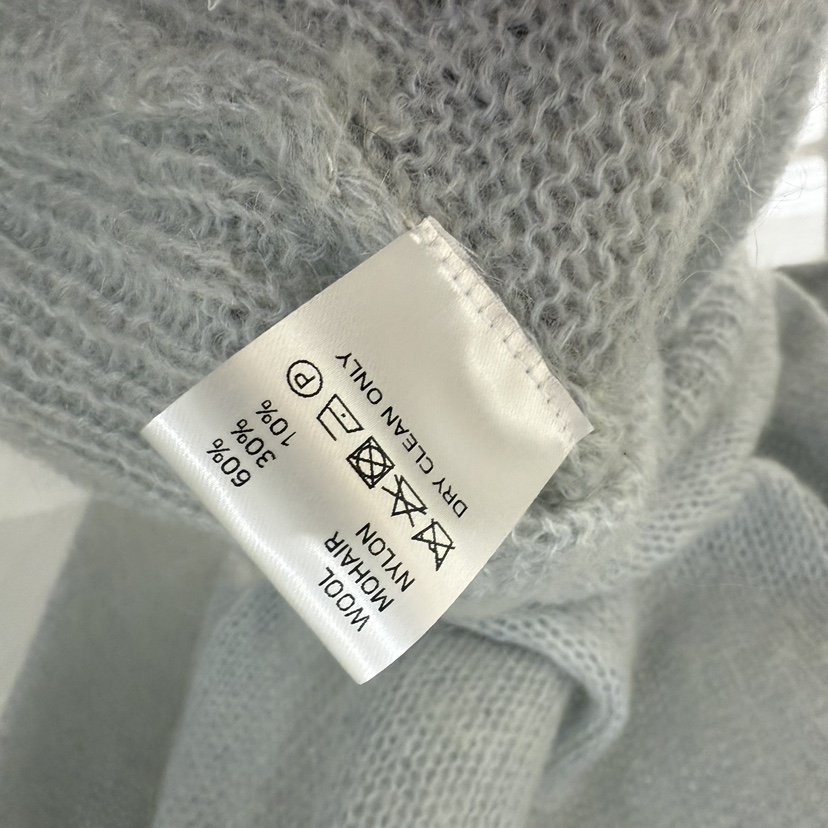 DRY CLEAN ONLY
P
NYLON 10%
MOHAIR 30%
WOOL 60%